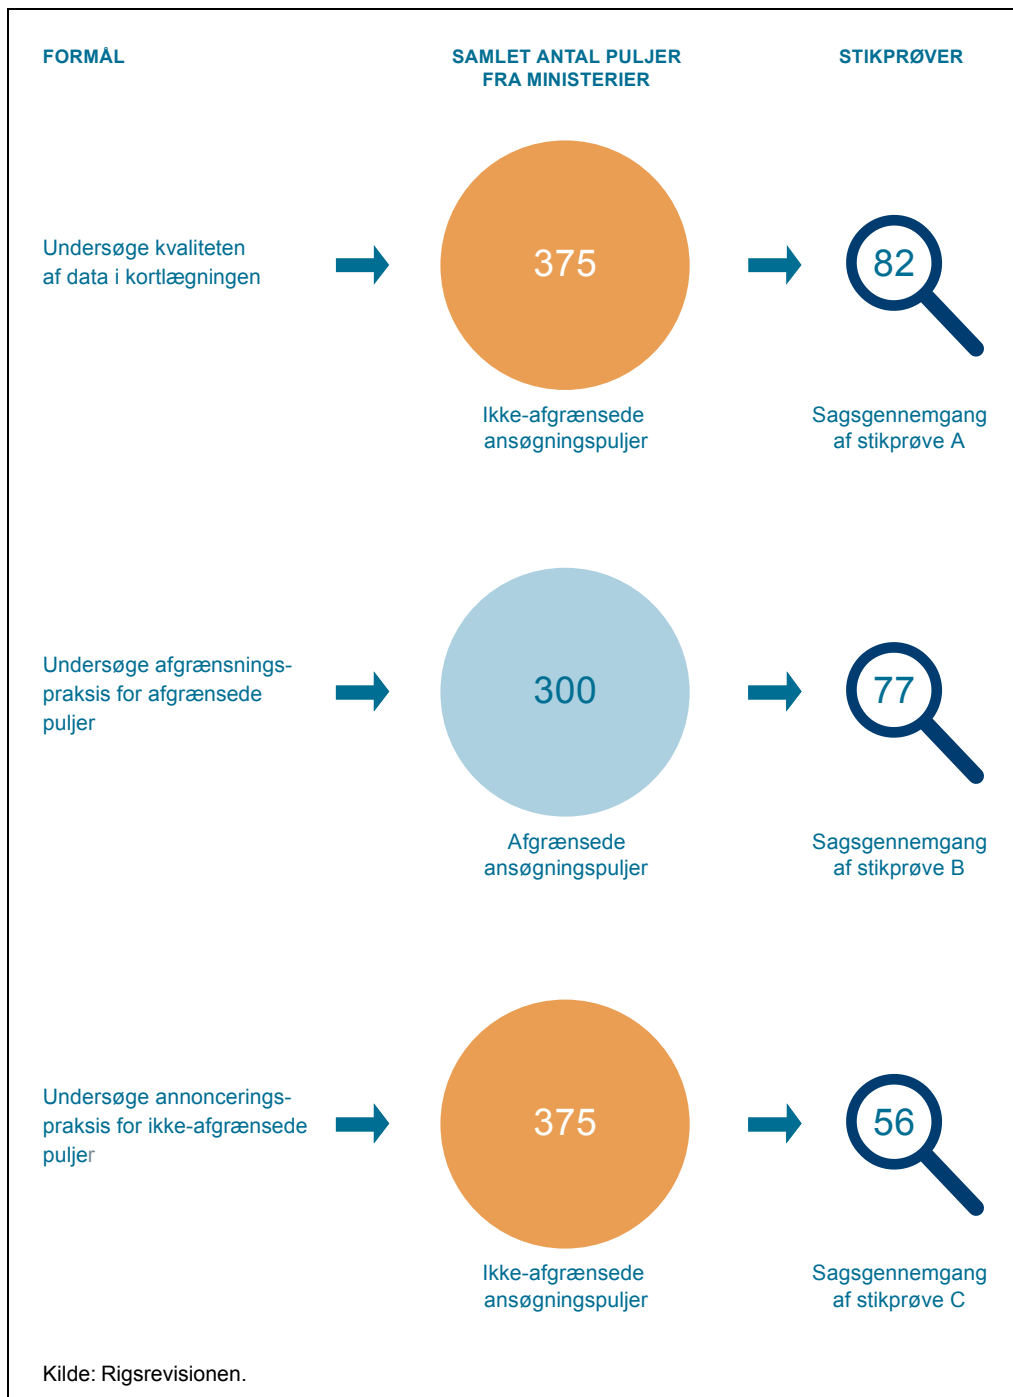 FORMÅL
SAMLET ANTAL PULJER
FRA MINISTERIER
STIKPRØVER
Undersøge kvaliteten
af data i kortlægningen
375
82
Ikke-afgrænsede
ansøgningspuljer
Sagsgennemgang
af stikprøve A
Undersøge afgrænsnings-
praksis for afgrænsede
puljer
300
77
Afgrænsede
ansøgningspuljer
Sagsgennemgang
af stikprøve B
Undersøge annoncerings-
praksis for ikke-afgrænsede
puljer
375
56
Ikke-afgrænsede
ansøgningspuljer
Sagsgennemgang
af stikprøve C
Kilde: Rigsrevisionen.